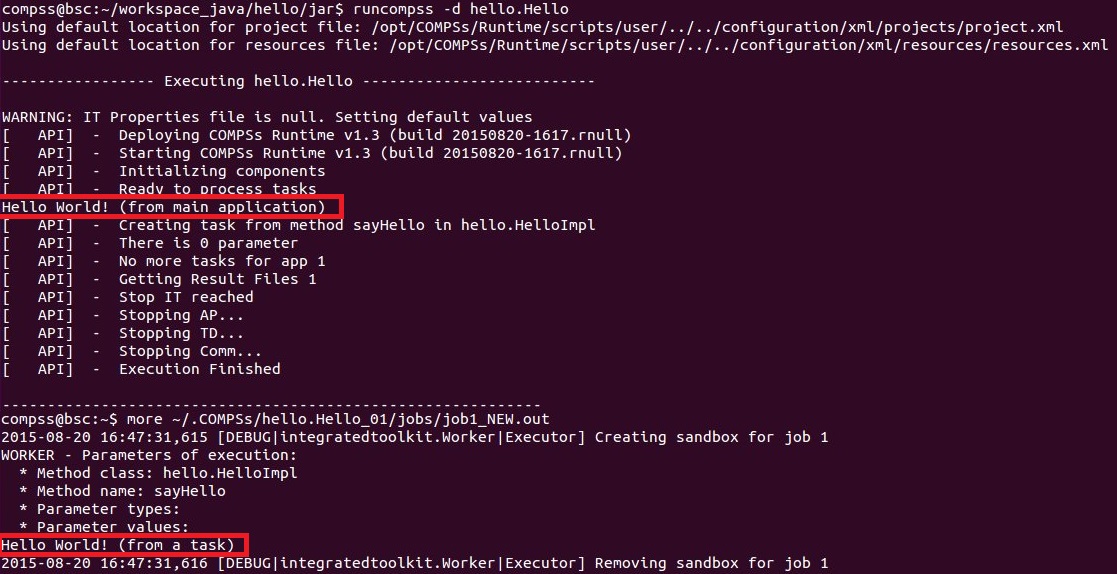 compss@bsc:~/workspace_java/hello/jar$ runcompss -d hello.Hello
Using default location for project file: /opt/COMPSs/Runtime/scripts/user/../../configuration/xml/projects/project.xml
Using default location for resources file: /opt/COMPSs/Runtime/scripts/user/../../configuration/xml/resources/resources.xml
----------------- Executing hello.Hello --------------------------
WARNING: IT Properties file is null. Setting default values
[   API]  -  Deploying COMPSs Runtime v1.3 (build 20150820-1617.rnull)
[   API]  -  Starting COMPSs Runtime v1.3 (build 20150820-1617.rnull)
[   API]  -  Initializing components
[   API]  -  Ready to process tasks
Hello World! (from main application)
[   API]  -  Creating task from method sayHello in hello.HelloImpl
[   API]  -  There is 0 parameter
[   API]  -  No more tasks for app 1
[   API]  -  Getting Result Files 1
[   API]  -  Stop IT reached
[   API]  -  Stopping AP...
[   API]  -  Stopping TD...
[   API]  -  Stopping Comm...
[   API]  -  Execution Finished
------------------------------------------------------------
compss@bsc:~$ more ~/.COMPSs/hello.Hello_01/jobs/job1_NEW.out
2015-08-20 16:47:31,615 [DEBUG|integratedtoolkit.Worker|Executor] Creating sandbox for job 1
WORKER - Parameters of execution:
  * Method class: hello.HelloImpl
  * Method name: sayHello
  * Parameter types:
  * Parameter values:
Hello World! (from a task)
2015-08-20 16:47:31,616 [DEBUG|integratedtoolkit.Worker|Executor] Removing sandbox for job 1